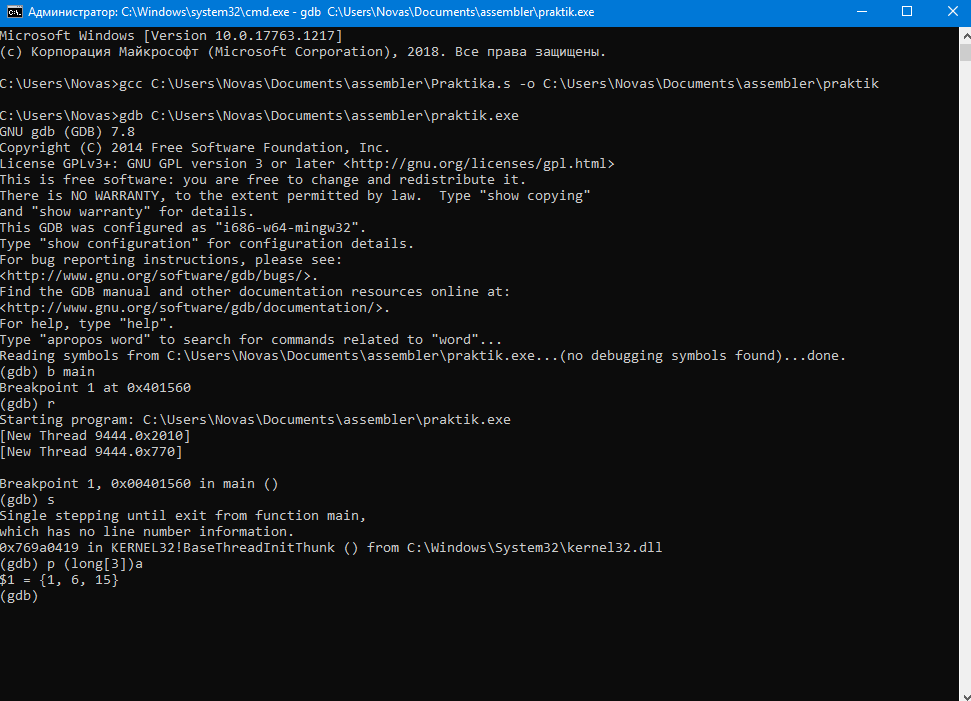 Администратор: C:\Windows\system32\cmd.exe - gdb  C:\Users\Novas\Documents\assembler\praktik.exe
Microsoft Windows [Version 10.0.17763.1217]
(c) Корпорация Майкрософт (Microsoft Corporation), 2018. Все права защищены.
C:\Users\Novas>gcc C:\Users\Novas\Documents\assembler\Praktika.s -o C:\Users\Novas\Documents\assembler\praktik
C:\Users\Novas>gdb C:\Users\Novas\Documents\assembler\praktik.exe
GNU gdb (GDB) 7.8
Copyright (C) 2014 Free Software Foundation, Inc.
License GPLv3+: GNU GPL version 3 or later <http://gnu.org/licenses/gpl.html>
This is free software: you are free to change and redistribute it.
There is NO WARRANTY, to the extent permitted by law.  Type "show copying"
and "show warranty" for details.
This GDB was configured as "i686-w64-mingw32".
Type "show configuration" for configuration details.
For bug reporting instructions, please see:
<http://www.gnu.org/software/gdb/bugs/>.
Find the GDB manual and other documentation resources online at:
<http://www.gnu.org/software/gdb/documentation/>.
For help, type "help".
Type "apropos word" to search for commands related to "word"...
Reading symbols from C:\Users\Novas\Documents\assembler\praktik.exe...(no debugging symbols found)...done.
(gdb) b main
Breakpoint 1 at 0x401560
(gdb) r
Starting program: C:\Users\Novas\Documents\assembler\praktik.exe
[New Thread 9444.0x2010]
[New Thread 9444.0x770]
Breakpoint 1, 0x00401560 in main ()
(gdb) s
Single stepping until exit from function main,
which has no line number information.
0x769a0419 in KERNEL32!BaseThreadInitThunk () from C:\Windows\System32\kernel32.dll
(gdb) p (long[3])a
$1 = {1, 6, 15}
(gdb)